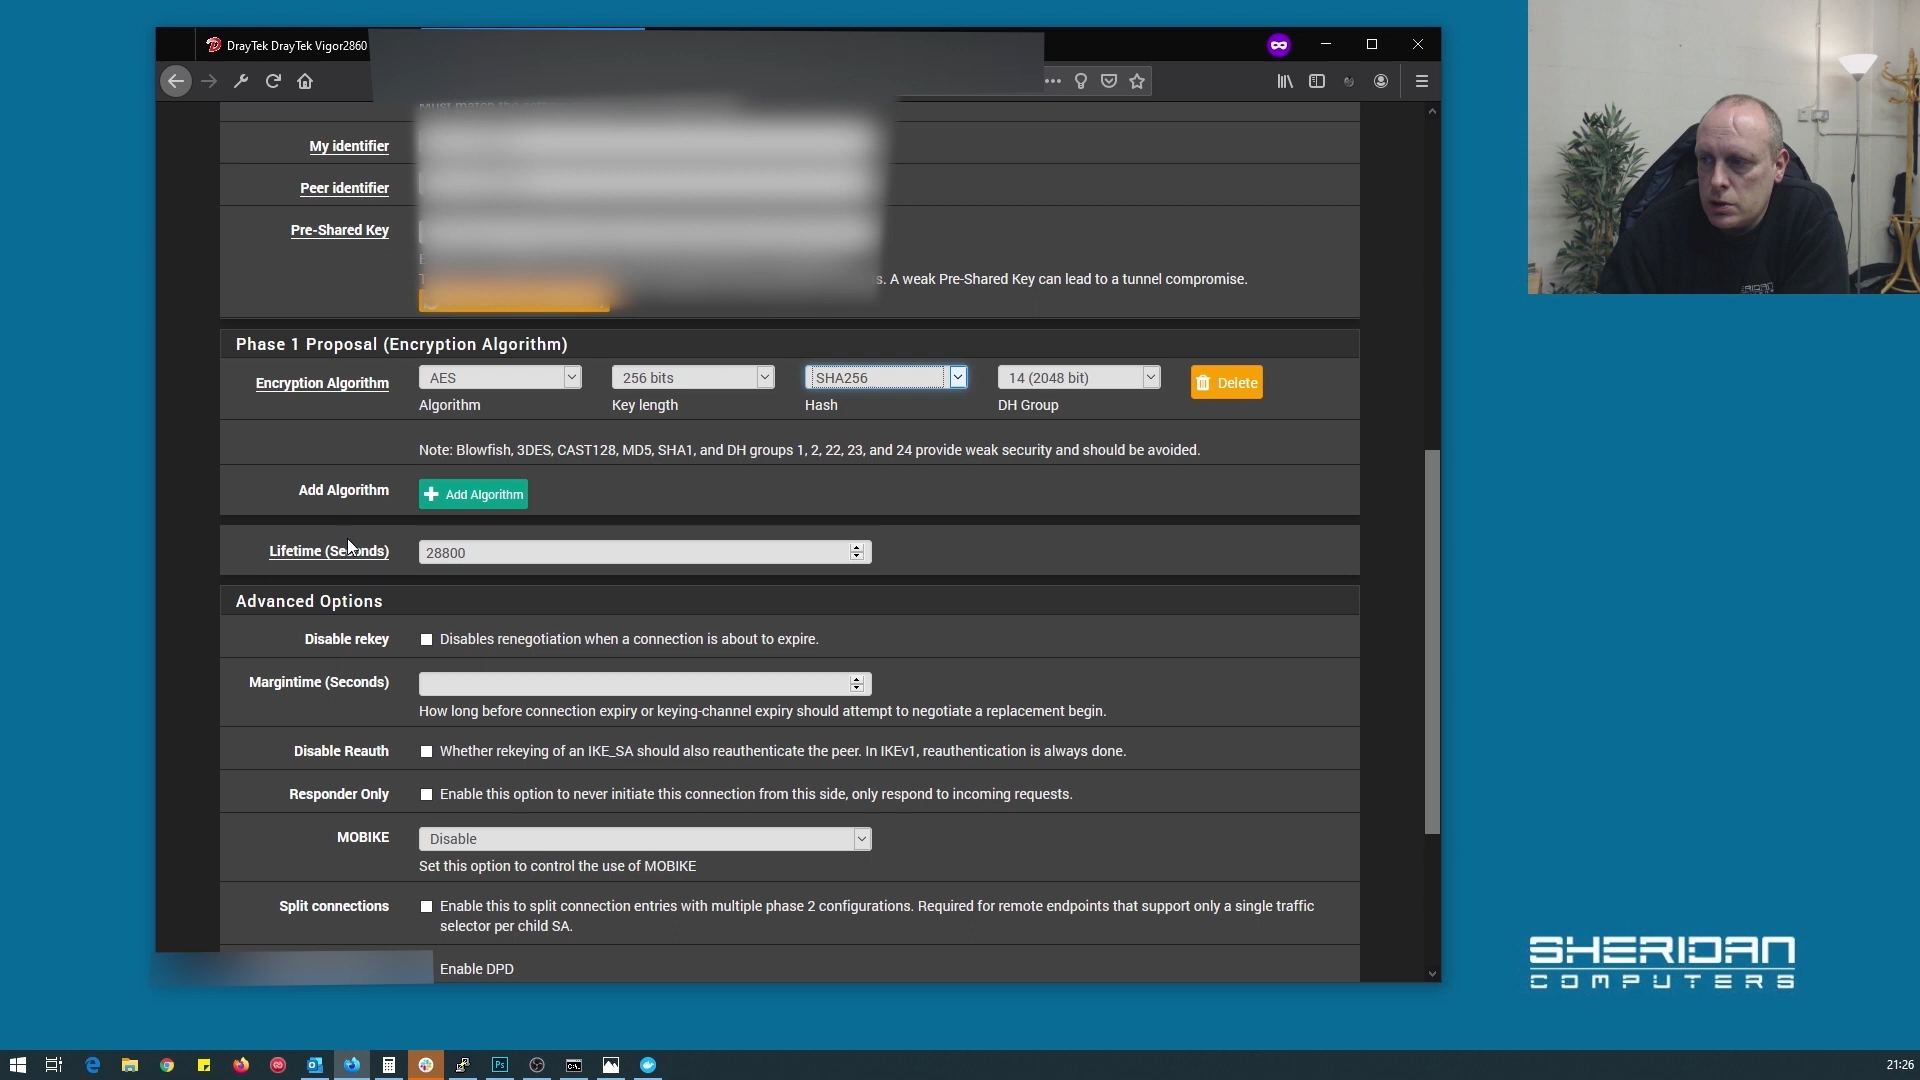 DrayTek DrayTek Vigor2860
My identifier
Peer identifier
Pre-Shared Key
s. A weak Pre-Shared Key can lead to a tunnel compromise.
Phase 1 Proposal (Encryption Algorithm)
Encryption Algorithm
AES
256 bits
SHA256
14 (2048 bit)
Delete
Algorithm
Key length
Hash
DH Group
Note: Blowfish, 3DES, CAST128, MD5, SHA1, and DH groups 1, 2, 22, 23, and 24 provide weak security and should be avoided.
Add Algorithm
Add Algorithm
Lifetime (Seconds)
28800
Advanced Options
Disable rekey
Disables renegotiation when a connection is about to expire.
Margintime (Seconds)
How long before connection expiry or keying-channel expiry should attempt to negotiate a replacement begin.
Disable Reauth
Whether rekeying of an IKE_SA should also reauthenticate the peer. In IKEv1, reauthentication is always done.
Responder Only
Enable this option to never initiate this connection from this side, only respond to incoming requests.
MOBIKE
Disable
Set this option to control the use of MOBIKE
Split connections
Enable this to split connection entries with multiple phase 2 configurations. Required for remote endpoints that support only a single traffic
selector per child SA.
Enable DPD
SHERIDAN
COMPUTERS
Ps
21:26